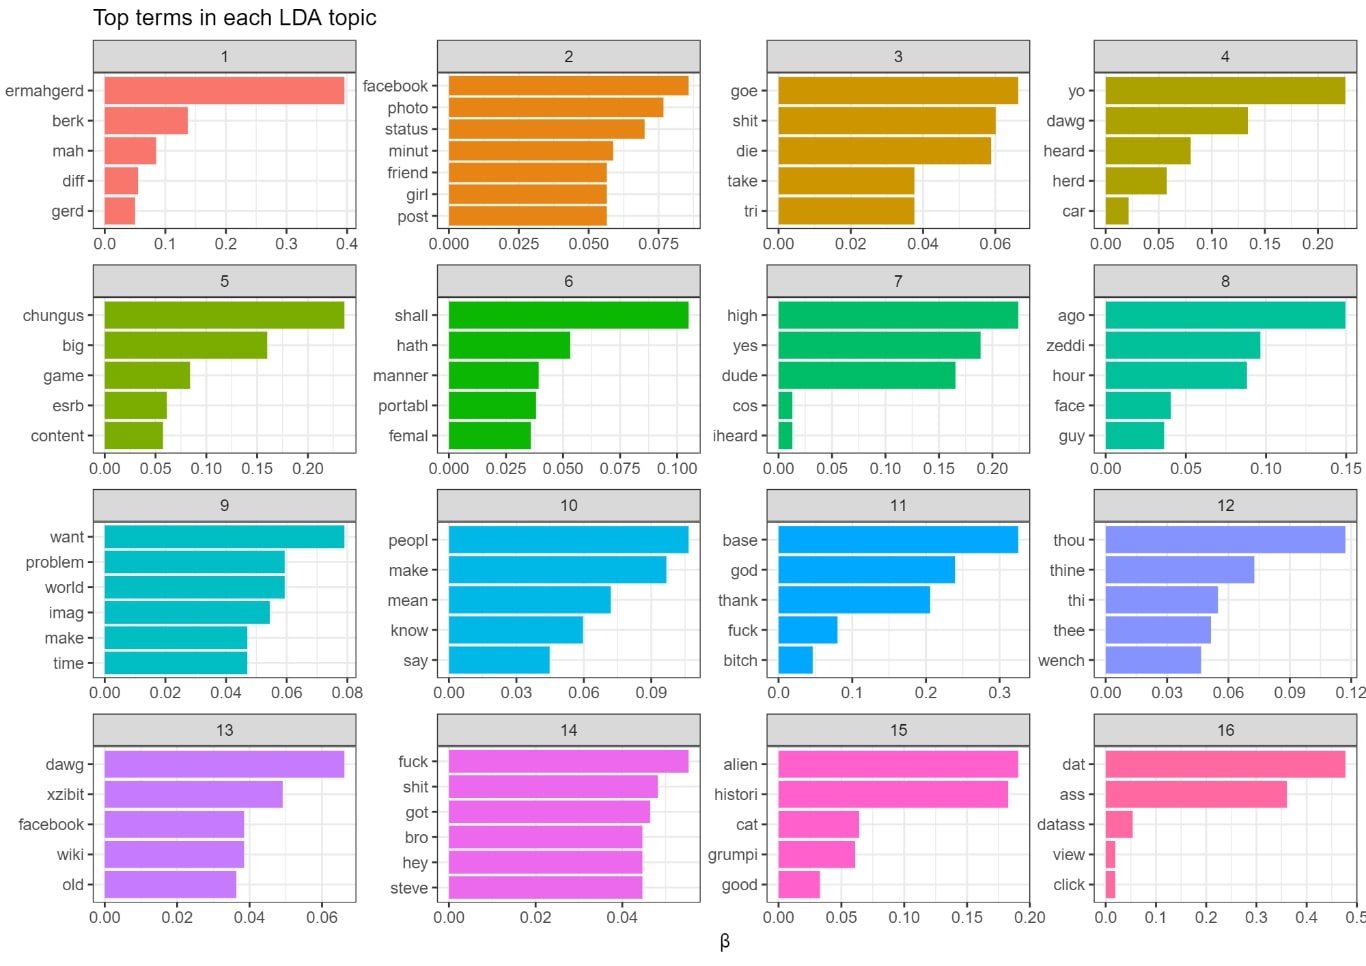 Top terms in each LDA topic
1
ermahgerd
berk
mah
diff
gerd
0.0 0.1 0.2 0.3 0.4
2
facebook
photo
status
minut
friend
girl
post
0.000 0.025 0.050 0.075
3
goe
shit
die
take
tri
0.00 0.02 0.04 0.06
4
yo
dawg
heard
herd
car
0.00 0.05 0.10 0.15 0.20
5
chungus
big
game
esrb
content
0.00 0.05 0.10 0.15 0.20
6
shall
hath
manner
portabl
femal
0.000 0.025 0.050 0.075 0.100
7
high
yes
dude
cos
iheard
0.00 0.05 0.10 0.15 0.20
8
ago
zeddi
hour
face
guy
0.00 0.05 0.10 0.15
9
want
problem
world
imag
make
time
0.00 0.02 0.04 0.06 0.08
10
peopl
make
mean
know
say
0.00 0.03 0.06 0.09
11
base
god
thank
fuck
bitch
0.0 0.1 0.2 0.3
12
thou
thine
thi
thee
wench
0.00 0.03 0.06 0.09 0.12
13
dawg
xzibit
facebook
wiki
old
0.00 0.02 0.04 0.06
14
fuck
shit
got
bro
hey
steve
0.00 0.02 0.04
15
alien
histori
cat
grumpi
good
0.00 0.05 0.10 0.15 0.20
16
dat
ass
datass
view
click
0.0 0.1 0.2 0.3 0.4 0.5
β